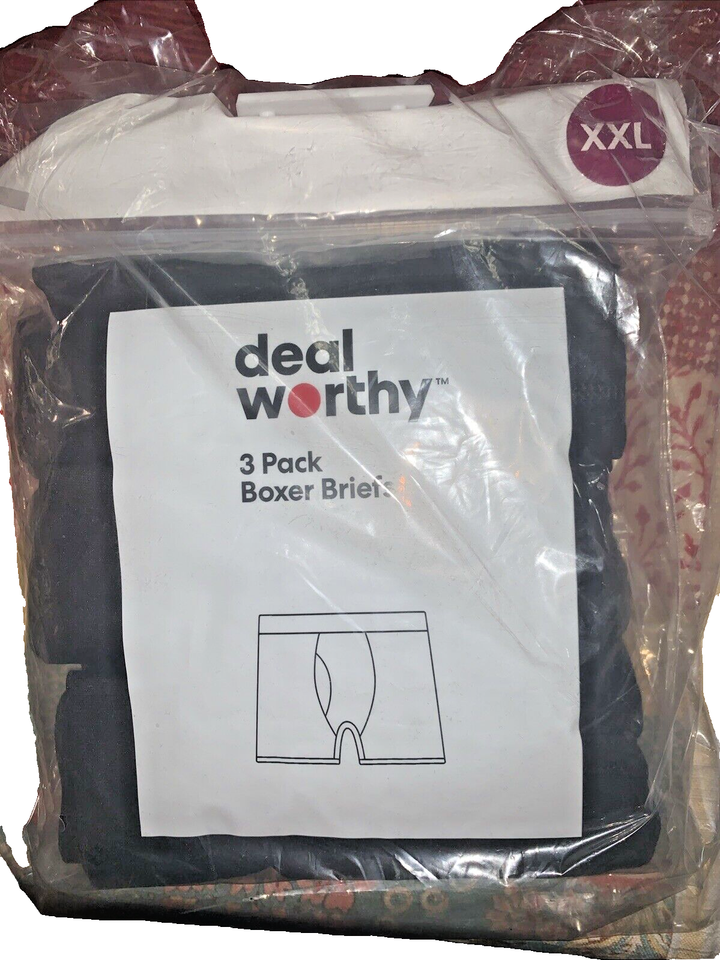 XXL
deal
worthy™
3 Pack
Boxer Briefs